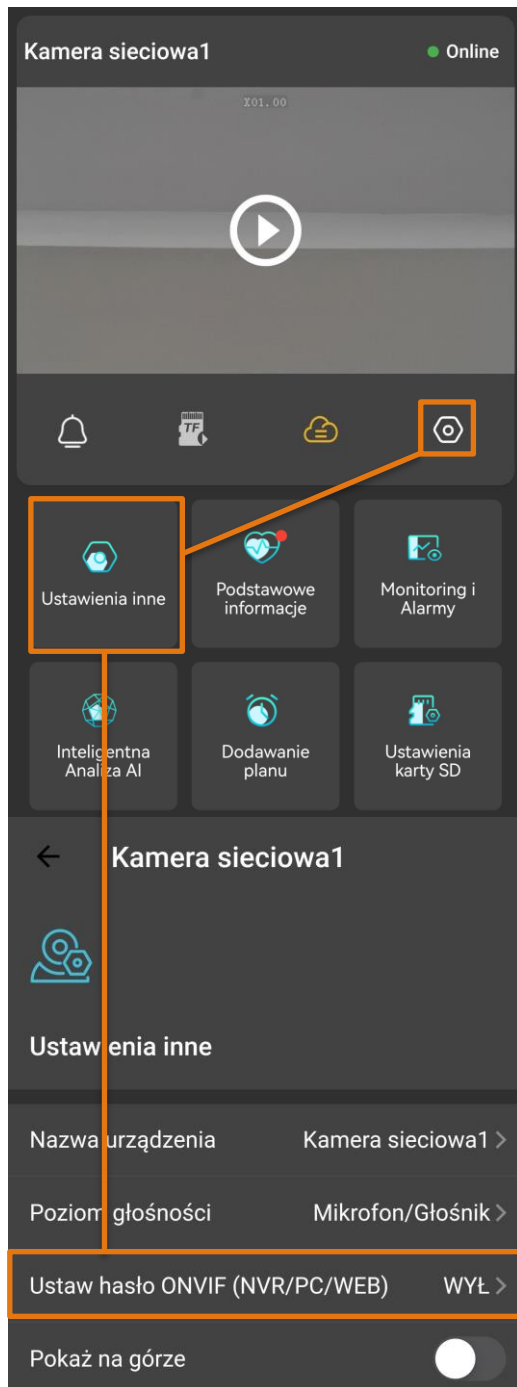 Kamera sieciowa1
Online
X01.00
TF
Ustawienia inne
Podstawowe
informacje
Monitoring i
Alarmy
Inteligentna
Analiza AI
Dodawanie
planu
Ustawienia
karty SD
Kamera sieciowa1
Ustawienia inne
Nazwa urządzenia Kamera sieciowa1 >
Poziom głośności Mikrofon/Głośnik >
Ustaw hasło ONVIF (NVR/PC/WEB) WYŁ >
Pokaż na górze